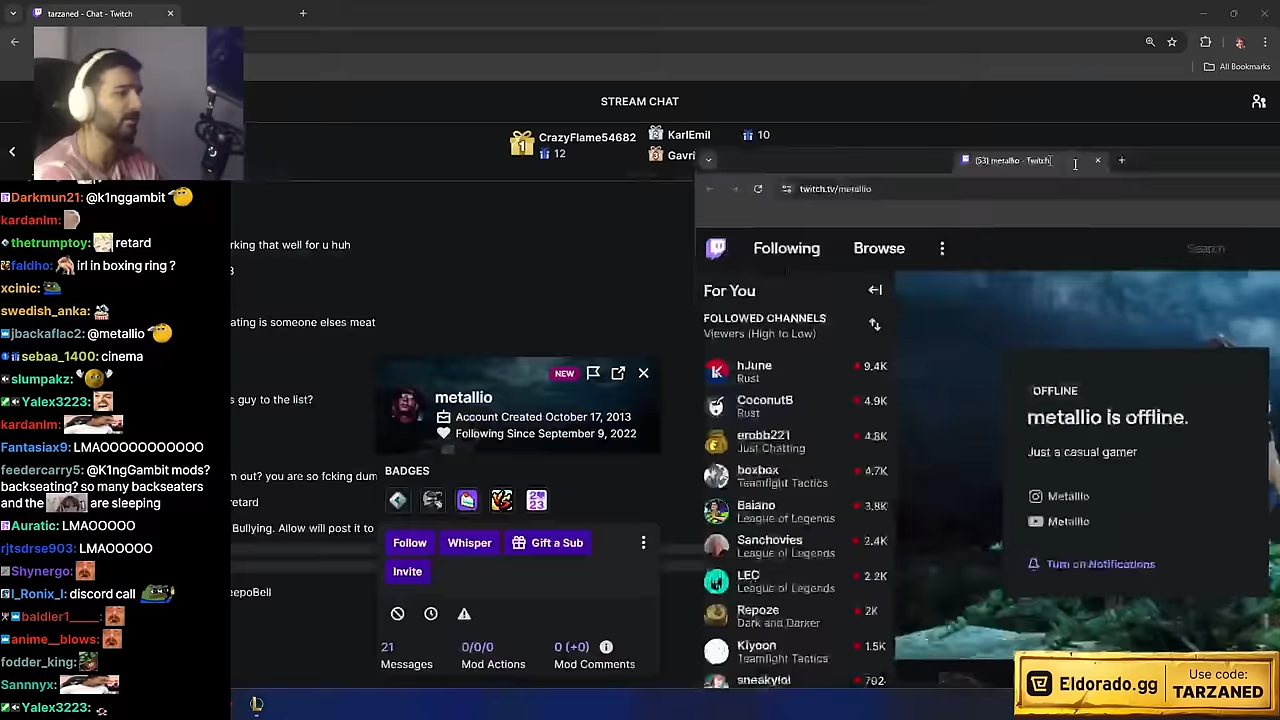 tarzaned - Chat - Twitch
All Bookmarks
STREAM CHAT
CrazyFlame54682
12
KarlEmil
10
Gavri
Darkmun21: @k1nggambit
kardanlm:
thetrumptoy: retard
faldho: irl in boxing ring ?
xcinic:
swedish_anka:
jbackaflac2: @metallio
sebaa_1400: cinema
slumpakz:
Yalex3223:
kardanlm:
Fantasiax9: LMAOOOOOOOOOOO
feedercarry5: @K1ngGambit mods?
backseating? so many backseaters
and the are sleeping
Auratic: LMAOOOOO
rjtsdrse903: LMAOOOOO
Shynergo:
I_Ronix_I: discord call
baidler1_____:
anime__blows:
fodder_king:
Sannnyx:
Yalex3223:
rking that well for u huh
3
ating is someone elses meat
s guy to the list?
m out? you are so fcking dum
retard
Bullying. Allow will post it to
eepoBell
NEW
metallio
Account Created October 17, 2013
Following Since September 9, 2022
BADGES
Follow
Whisper
Gift a Sub
Invite
21
Messages
0/0/0
Mod Actions
0 (+0)
Mod Comments
(53) metallio - Twitch
twitch.tv/metallio
Following
Browse
Search
For You
FOLLOWED CHANNELS
Viewers (High to Low)
hJune
Rust
9.4K
CoconutB
Rust
4.9K
erobb221
Just Chatting
4.8K
boxbox
Teamfight Tactics
4.7K
Baiano
League of Legends
3.8K
Sanchovies
League of Legends
2.4K
LEC
League of Legends
2.2K
Repoze
Dark and Darker
2K
Kiyoon
Teamfight Tactics
1.5K
sneakylol
792
OFFLINE
metallio is offline.
Just a casual gamer
Metallio
Metallio
Turn on Notifications
Eldorado.gg
Use code:
TARZANED